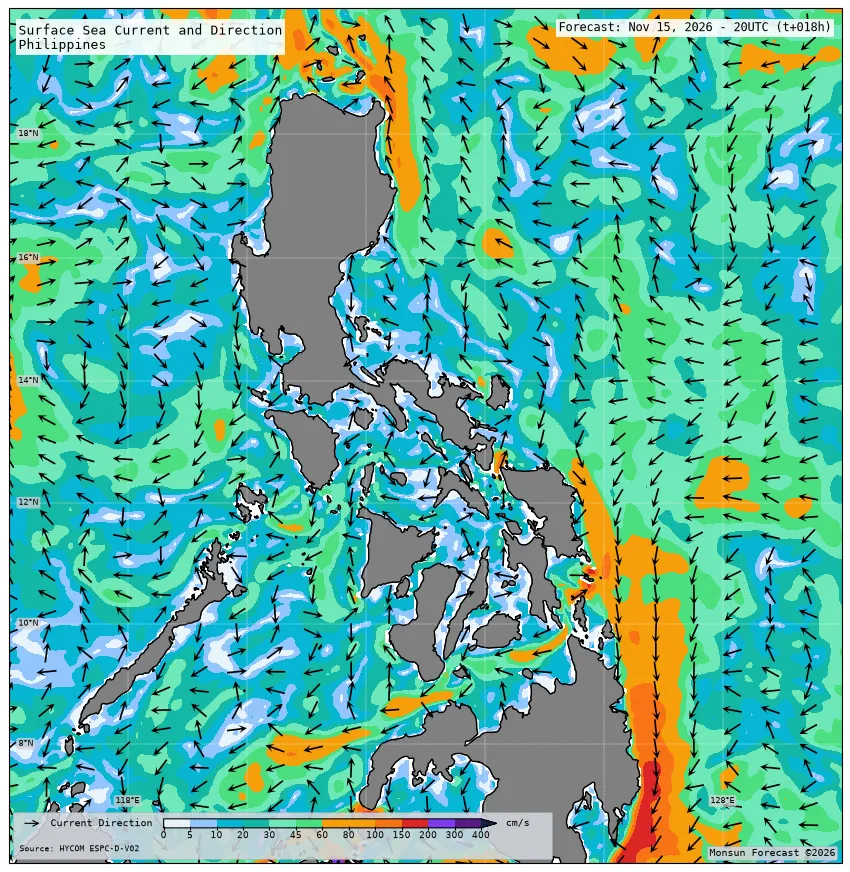 Surface Sea Current and Direction
Philippines
Forecast: Nov 15, 2026 - 20UTC (t+018h)
18°N
16°N
14°N
12°N
10°N
8°N
118°E
128°E
Current Direction
0 5 10 20 30 45 60 80 100 150 200 300 400
cm/s
Source: HYCOM ESPC-D-V02
Monsun Forecast ©2026